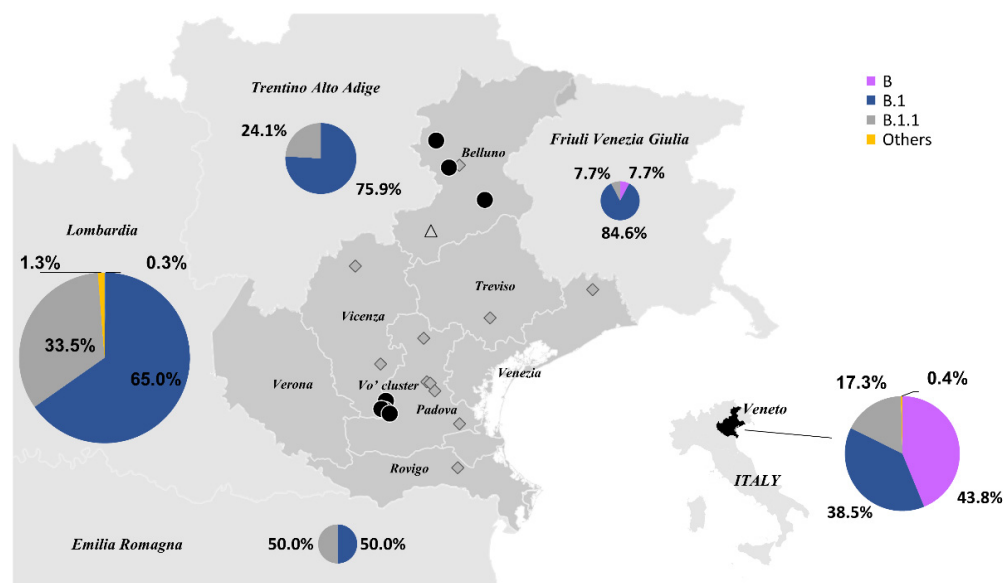 B
B.1
B.1.1
Others
Trentino Alto Adige
24.1%
75.9%
Belluno
Friuli Venezia Giulia
7.7%
7.7%
84.6%
Lombardia
1.3%
0.3%
33.5%
65.0%
Treviso
Vicenza
Verona
Vo' cluster
Venezia
Padova
Rovigo
Veneto
ITALY
17.3%
0.4%
38.5%
43.8%
Emilia Romagna
50.0%
50.0%